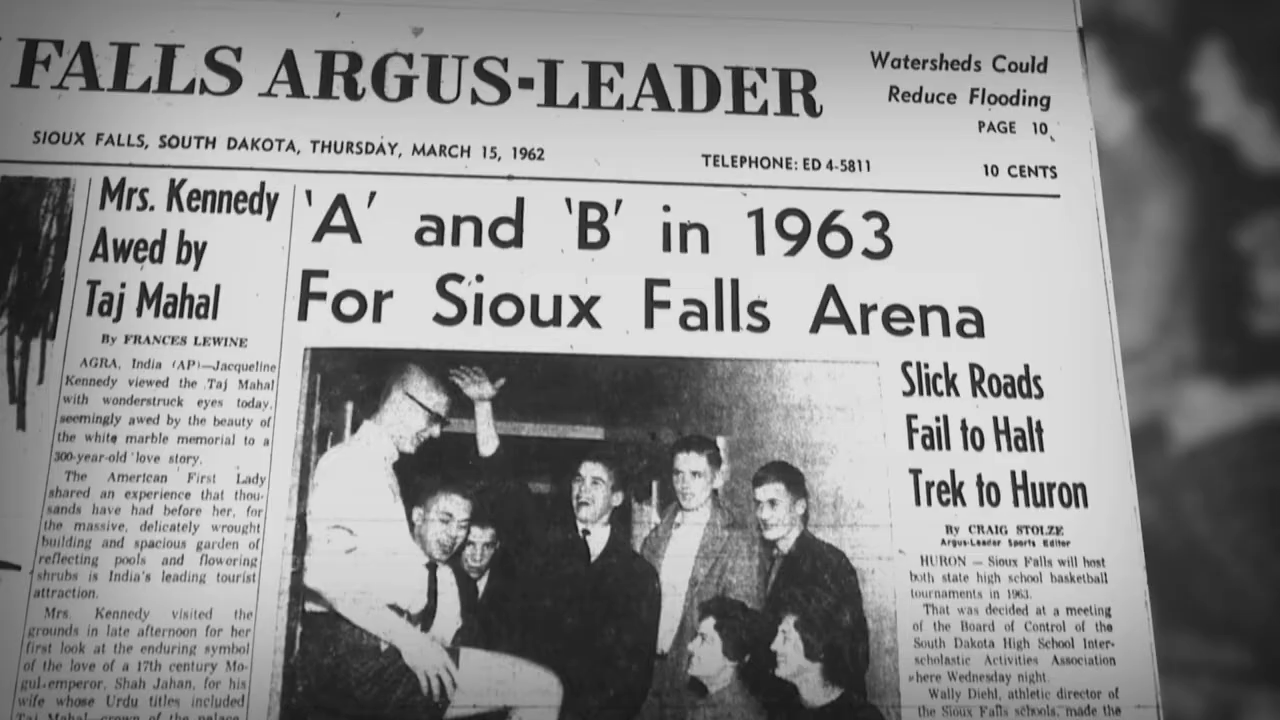 FALLS ARGUS-LEADER
Watersheds Could
Reduce Flooding
PAGE 10
SIOUX FALLS, SOUTH DAKOTA, THURSDAY, MARCH 15, 1962
TELEPHONE: ED 4-5811
10 CENTS
Mrs. Kennedy
Awed by
Taj Mahal
By FRANCES LEWINE
AGRA, India (AP)—Jacqueline
Kennedy viewed the Taj Mahal
with wonderstruck eyes today,
seemingly awed by the beauty of
the white marble memorial to a
300-year-old love story.
The American First Lady
shared an experience that thou-
sands have had before her, for
the massive, delicately wrought
building and spacious garden of
reflecting pools and flowering
shrubs is India's leading tourist
attraction.
Mrs. Kennedy visited the
grounds in late afternoon for her
first look at the enduring symbol
of the love of a 17th century Mo-
gul emperor, Shah Jahan, for his
wife whose Urdu titles included
Taj Mahal—crown of the palace.
'A' and 'B' in 1963
For Sioux Falls Arena
Slick Roads
Fail to Halt
Trek to Huron
By CRAIG STOLZE
Argus-Leader Sports Editor
HURON — Sioux Falls will host
both state high school basketball
tournaments in 1963.
That was decided at a meeting
of the Board of Control of the
South Dakota High School Inter-
scholastic Activities Association
here Wednesday night.
Wally Diehl, athletic director of
the Sioux Falls schools, made the